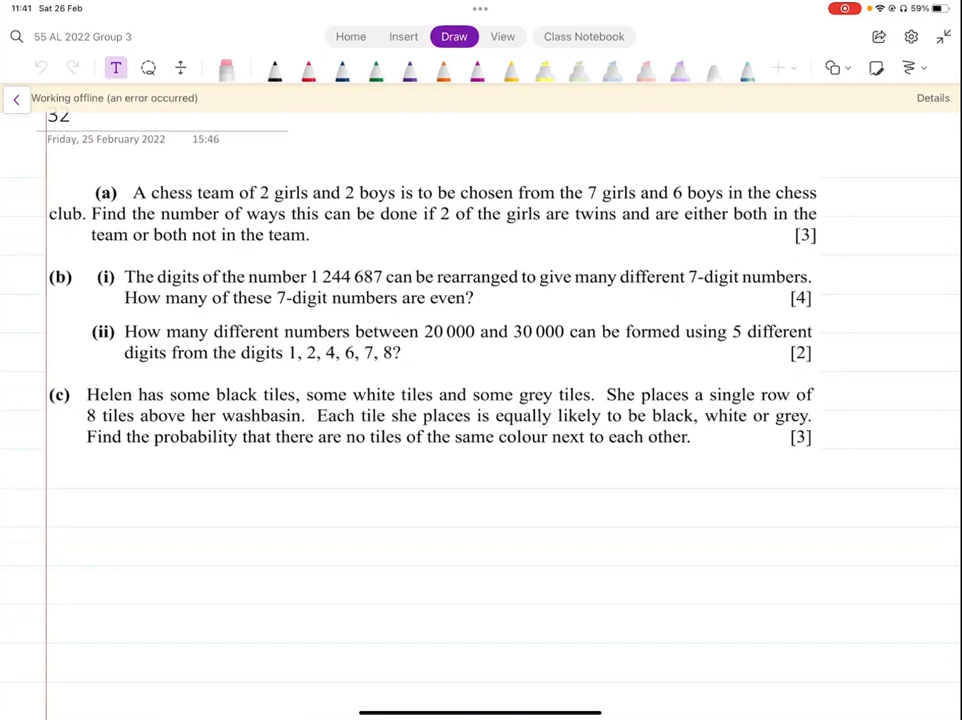 11:41 Sat 26 Feb
59%
55 AL 2022 Group 3
Home Insert Draw View Class Notebook
T
Working offline (an error occurred)
Details
32
Friday, 25 February 2022 15:46
(a) A chess team of 2 girls and 2 boys is to be chosen from the 7 girls and 6 boys in the chess
club. Find the number of ways this can be done if 2 of the girls are twins and are either both in the
team or both not in the team. [3]
(b) (i) The digits of the number 1 244 687 can be rearranged to give many different 7-digit numbers.
How many of these 7-digit numbers are even? [4]
(ii) How many different numbers between 20 000 and 30 000 can be formed using 5 different
digits from the digits 1, 2, 4, 6, 7, 8? [2]
(c) Helen has some black tiles, some white tiles and some grey tiles. She places a single row of
8 tiles above her washbasin. Each tile she places is equally likely to be black, white or grey.
Find the probability that there are no tiles of the same colour next to each other. [3]